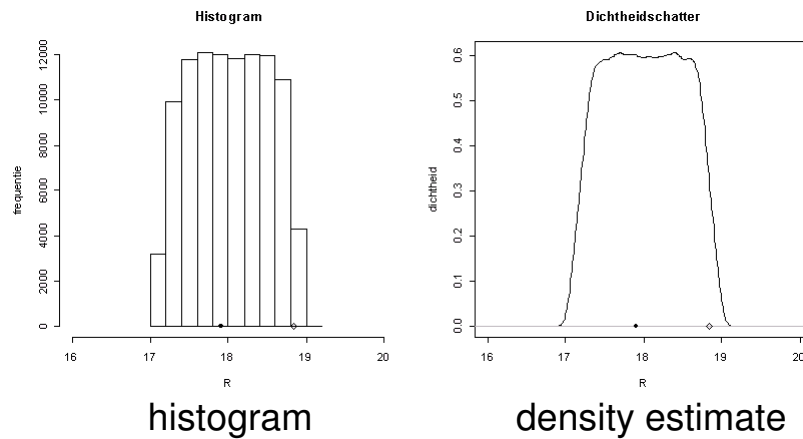 Histogram
frequentie
12000
10000
8000
6000
4000
2000
0
16 17 18 19 20
R
histogram
Dichtheidschatter
dichtheid
0.6
0.5
0.4
0.3
0.2
0.1
0.0
16 17 18 19 20
R
density estimate